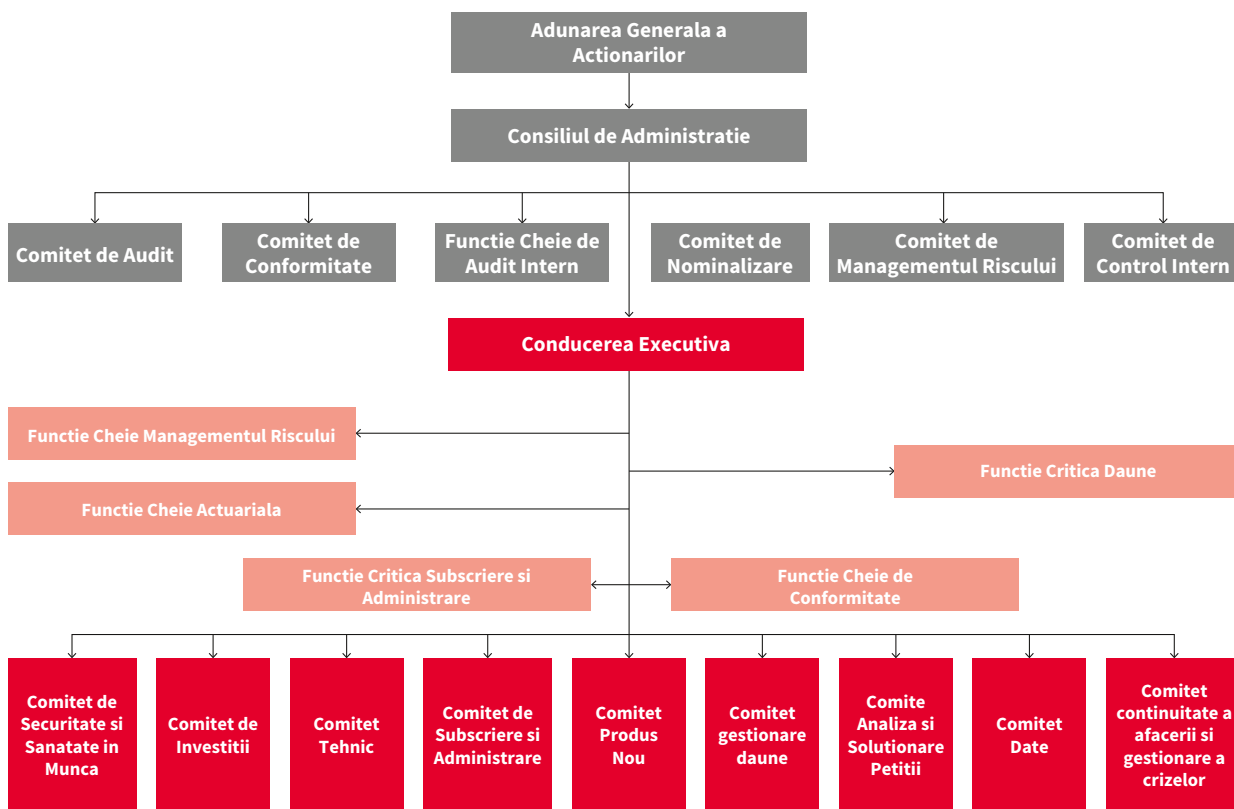 Adunarea Generala a
Actionarilor
Consiliul de Administratie
Comitet de Audit
Comitet de
Conformitate
Functie Cheie de
Audit Intern
Comitet de
Nominalizare
Comitet de
Managementul Riscului
Comitet de
Control Intern
Conducerea Executiva
Functie Cheie Managementul Riscului
Functie Critica Daune
Functie Cheie Actuariala
Functie Critica Subscriere si
Administrare
Functie Cheie de
Conformitate
Comitet de
Securitate si
Sanatate in
Munca
Comitet de
Investitii
Comitet
Tehnic
Comitet de
Subscriere si
Administrare
Comitet
Produs
Nou
Comitet
gestionare
daune
Comite
Analiza si
Solutionare
Petitii
Comitet
Date
Comitet
continuitate a
afacerii si
gestionare a
crizelor